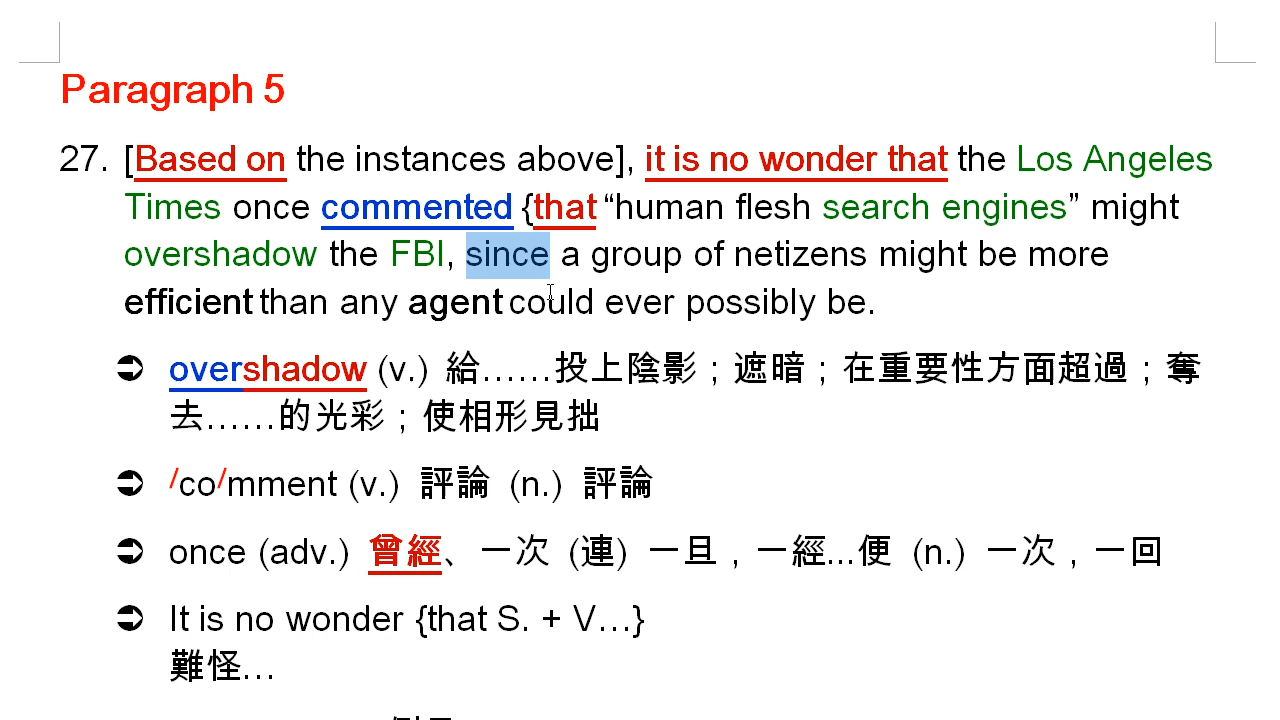 Paragraph 5
27. [Based on the instances above], it is no wonder that the Los Angeles
Times once commented {that “human flesh search engines” might
overshadow the FBI, since a group of netizens might be more
efficient than any agent could ever possibly be.
➲ overshadow (v.) 給……投上陰影；遮暗；在重要性方面超過；奪
去……的光彩；使相形見拙
➲ /co/mment (v.) 評論 (n.) 評論
➲ once (adv.) 曾經、一次 (連) 一旦，一經...便 (n.) 一次，一回
➲ It is no wonder {that S. + V…}
難怪…